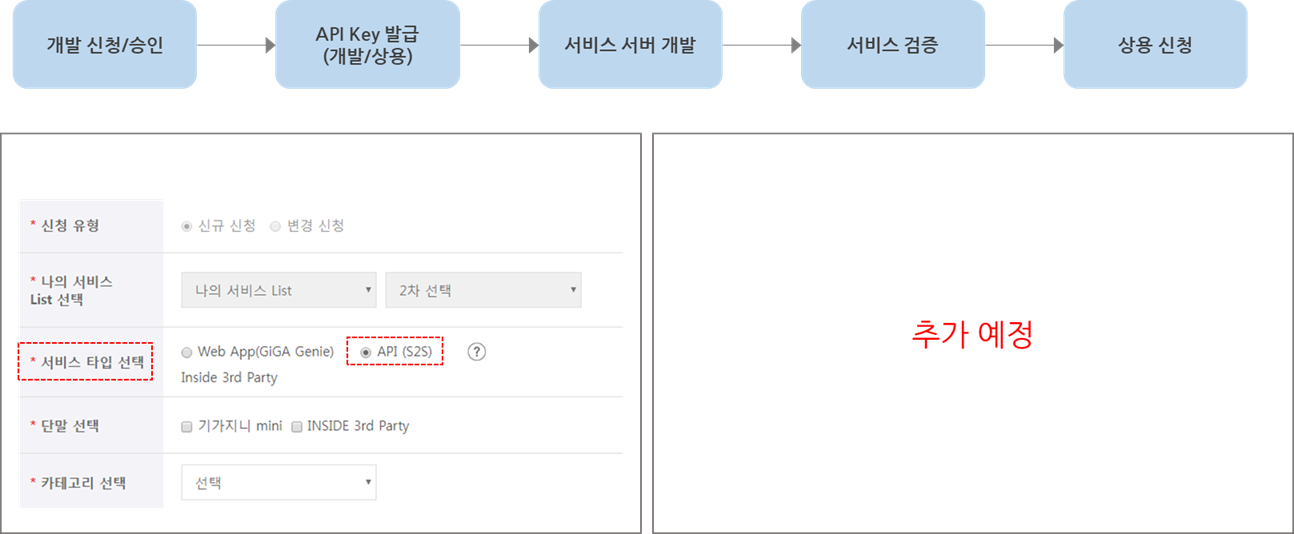 개발 신청/승인
API Key 발급
(개발/상용)
서비스 서버 개발
서비스 검증
상용 신청
* 신청 유형
신규 신청 변경 신청
* 나의 서비스
List 선택
나의 서비스 List 2차 선택
* 서비스 타입 선택
Web App(GiGA Genie) API (S2S) ?
Inside 3rd Party
* 단말 선택
기가지니 mini INSIDE 3rd Party
* 카테고리 선택
선택
추가 예정